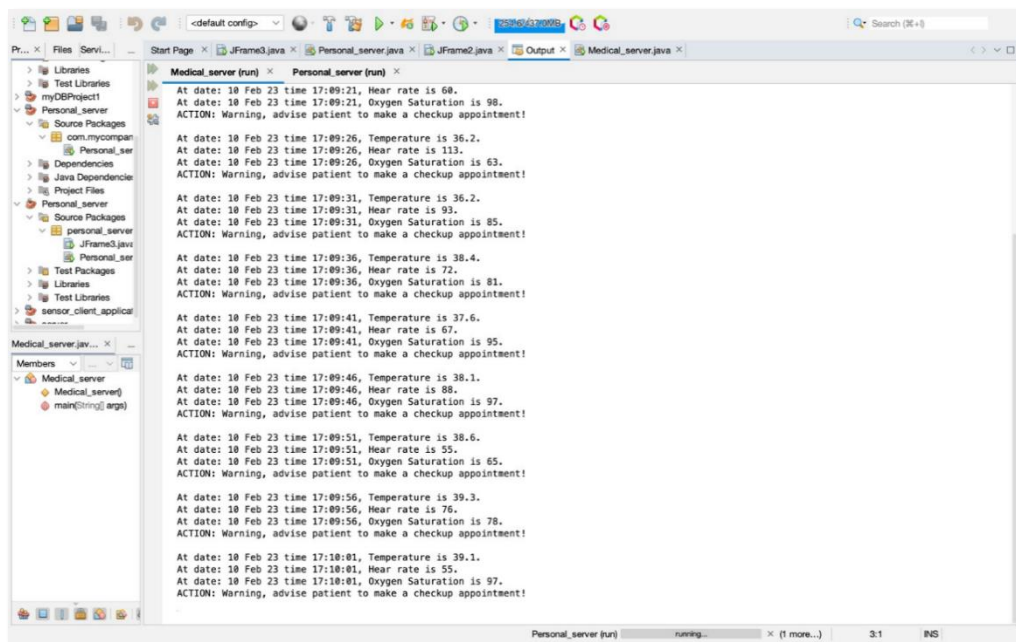 <default config>
253.6/437.0MB
Search (⌘+I)
Pr... × Files Servi...
Start Page × JFrame3.java × Personal_server.java × JFrame2.java × Output × Medical_server.java ×
Libraries
Test Libraries
myDBProject1
Personal_server
Source Packages
com.mycompan
Personal_ser
Dependencies
Java Dependencie
Project Files
Personal_server
Source Packages
personal_server
JFrame3.java
Personal_ser
Test Packages
Libraries
Test Libraries
sensor_client_applicat
Medical_server.jav... ×
Members
Medical_server
Medical_server()
main(String[] args)
Medical_server (run) × Personal_server (run) ×
At date: 10 Feb 23 time 17:09:21, Hear rate is 60.
At date: 10 Feb 23 time 17:09:21, Oxygen Saturation is 98.
ACTION: Warning, advise patient to make a checkup appointment!
At date: 10 Feb 23 time 17:09:26, Temperature is 36.2.
At date: 10 Feb 23 time 17:09:26, Hear rate is 113.
At date: 10 Feb 23 time 17:09:26, Oxygen Saturation is 63.
ACTION: Warning, advise patient to make a checkup appointment!
At date: 10 Feb 23 time 17:09:31, Temperature is 36.2.
At date: 10 Feb 23 time 17:09:31, Hear rate is 93.
At date: 10 Feb 23 time 17:09:31, Oxygen Saturation is 85.
ACTION: Warning, advise patient to make a checkup appointment!
At date: 10 Feb 23 time 17:09:36, Temperature is 38.4.
At date: 10 Feb 23 time 17:09:36, Hear rate is 72.
At date: 10 Feb 23 time 17:09:36, Oxygen Saturation is 81.
ACTION: Warning, advise patient to make a checkup appointment!
At date: 10 Feb 23 time 17:09:41, Temperature is 37.6.
At date: 10 Feb 23 time 17:09:41, Hear rate is 67.
At date: 10 Feb 23 time 17:09:41, Oxygen Saturation is 95.
ACTION: Warning, advise patient to make a checkup appointment!
At date: 10 Feb 23 time 17:09:46, Temperature is 38.1.
At date: 10 Feb 23 time 17:09:46, Hear rate is 88.
At date: 10 Feb 23 time 17:09:46, Oxygen Saturation is 97.
ACTION: Warning, advise patient to make a checkup appointment!
At date: 10 Feb 23 time 17:09:51, Temperature is 38.6.
At date: 10 Feb 23 time 17:09:51, Hear rate is 55.
At date: 10 Feb 23 time 17:09:51, Oxygen Saturation is 65.
ACTION: Warning, advise patient to make a checkup appointment!
At date: 10 Feb 23 time 17:09:56, Temperature is 39.3.
At date: 10 Feb 23 time 17:09:56, Hear rate is 76.
At date: 10 Feb 23 time 17:09:56, Oxygen Saturation is 78.
ACTION: Warning, advise patient to make a checkup appointment!
At date: 10 Feb 23 time 17:10:01, Temperature is 39.1.
At date: 10 Feb 23 time 17:10:01, Hear rate is 55.
At date: 10 Feb 23 time 17:10:01, Oxygen Saturation is 97.
ACTION: Warning, advise patient to make a checkup appointment!
Personal_server (run) running... × (1 more...) 3:1 INS